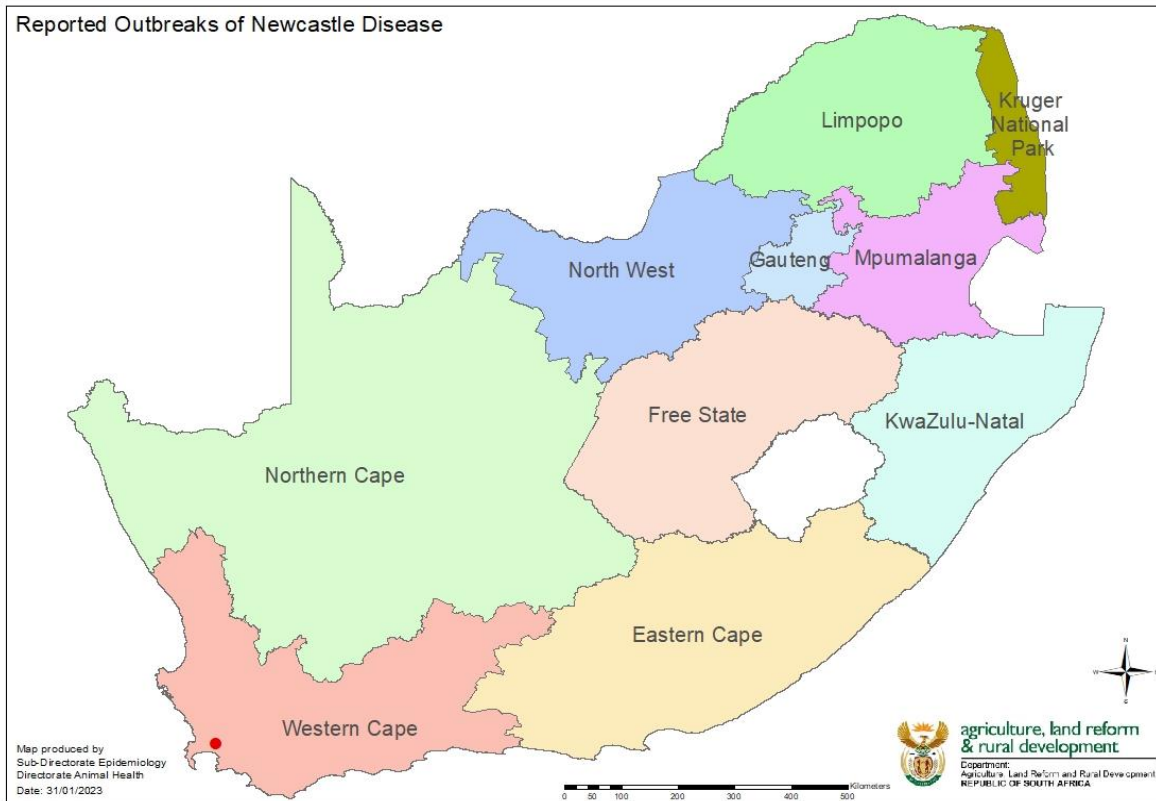 Reported Outbreaks of Newcastle Disease
Limpopo
Kruger
National
Park
North West
Gauteng
Mpumalanga
Free State
KwaZulu-Natal
Northern Cape
Eastern Cape
Western Cape
N
W
E
S
Map produced by
Sub-Directorate Epidemiology
Directorate Animal Health
Date: 31/01/2023
Kilometers
0 50 100 200 300 400 500
agriculture, land reform
& rural development
Department:
Agriculture, Land Reform and Rural Development
REPUBLIC OF SOUTH AFRICA